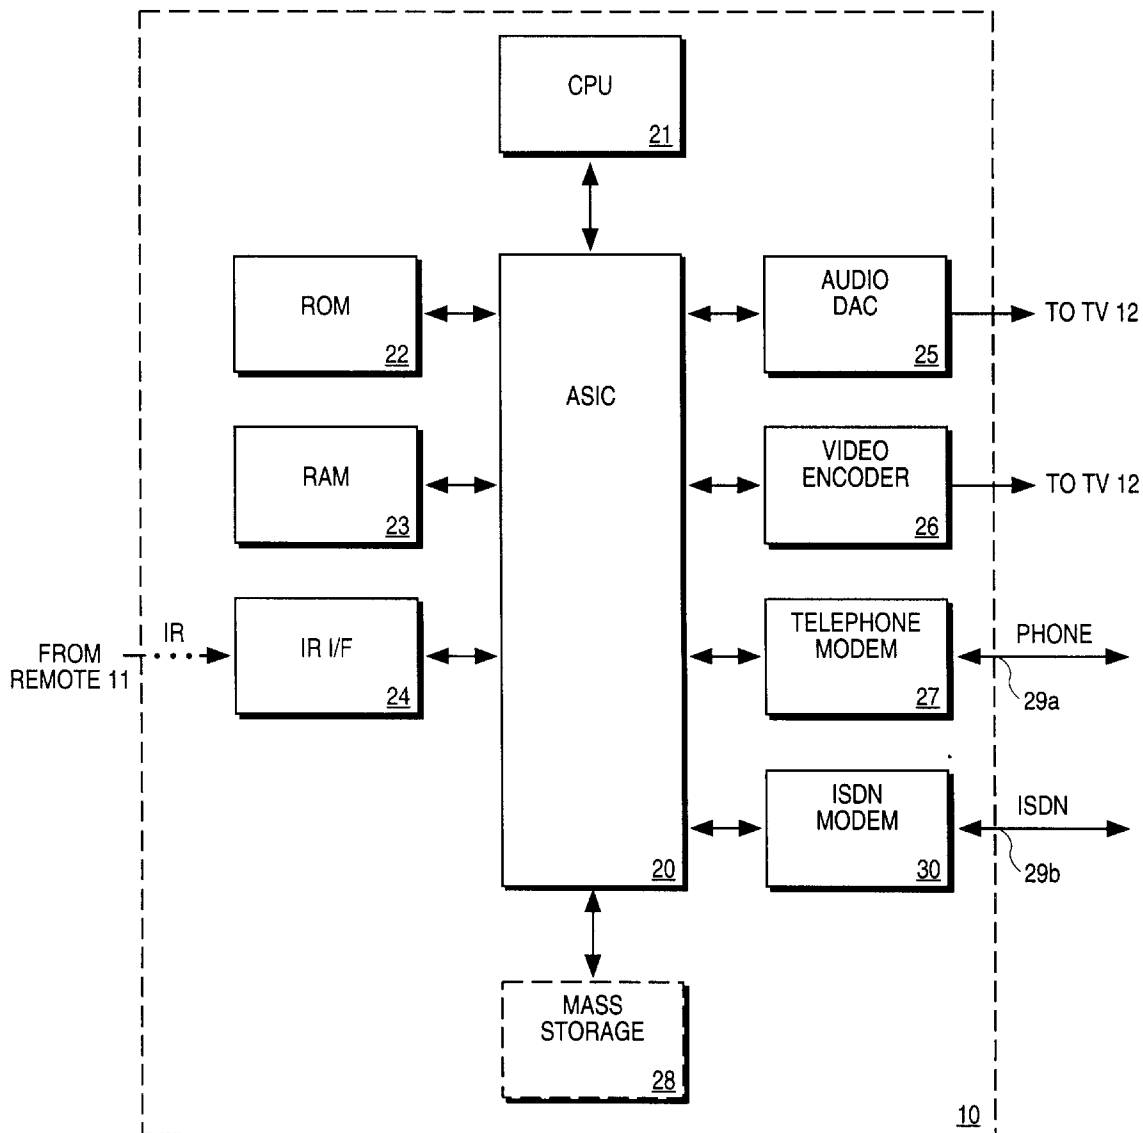 CPU
21
ROM
22
ASIC
20
AUDIO
DAC
25
TO TV 12
RAM
23
VIDEO
ENCODER
26
TO TV 12
FROM
REMOTE 11
IR
IR I/F
24
TELEPHONE
MODEM
27
PHONE
29a
ISDN
MODEM
30
ISDN
29b
MASS
STORAGE
28
10